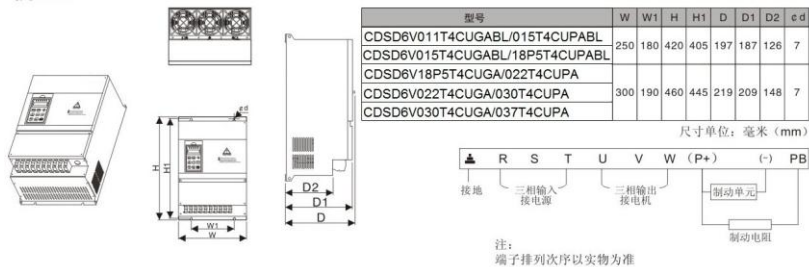 型号 W W1 H H1 D D1 D2 ¢d
CDSD6V011T4CUGABL/015T4CUPABL
CDSD6V015TGABL/18P5T4CUPABL
250 180 420 405 197 187 126 7
CDSD6V18P5T4CUGA/022T4CUPA
CDSD6V022T4CUGA/030T4CUPA
CDSD6V030T4CUGA/037T4CUPA
300 190 460 445 219 209 148 7
尺寸单位：毫米（mm）
R S T U V W (P+) (-) PB
接地
三相输入
接电源
三相输出
接电机
制动单元
制动电阻
注：
端子排列次序以实物为准
¢d
H
H1
W1
W
D2
D1
D